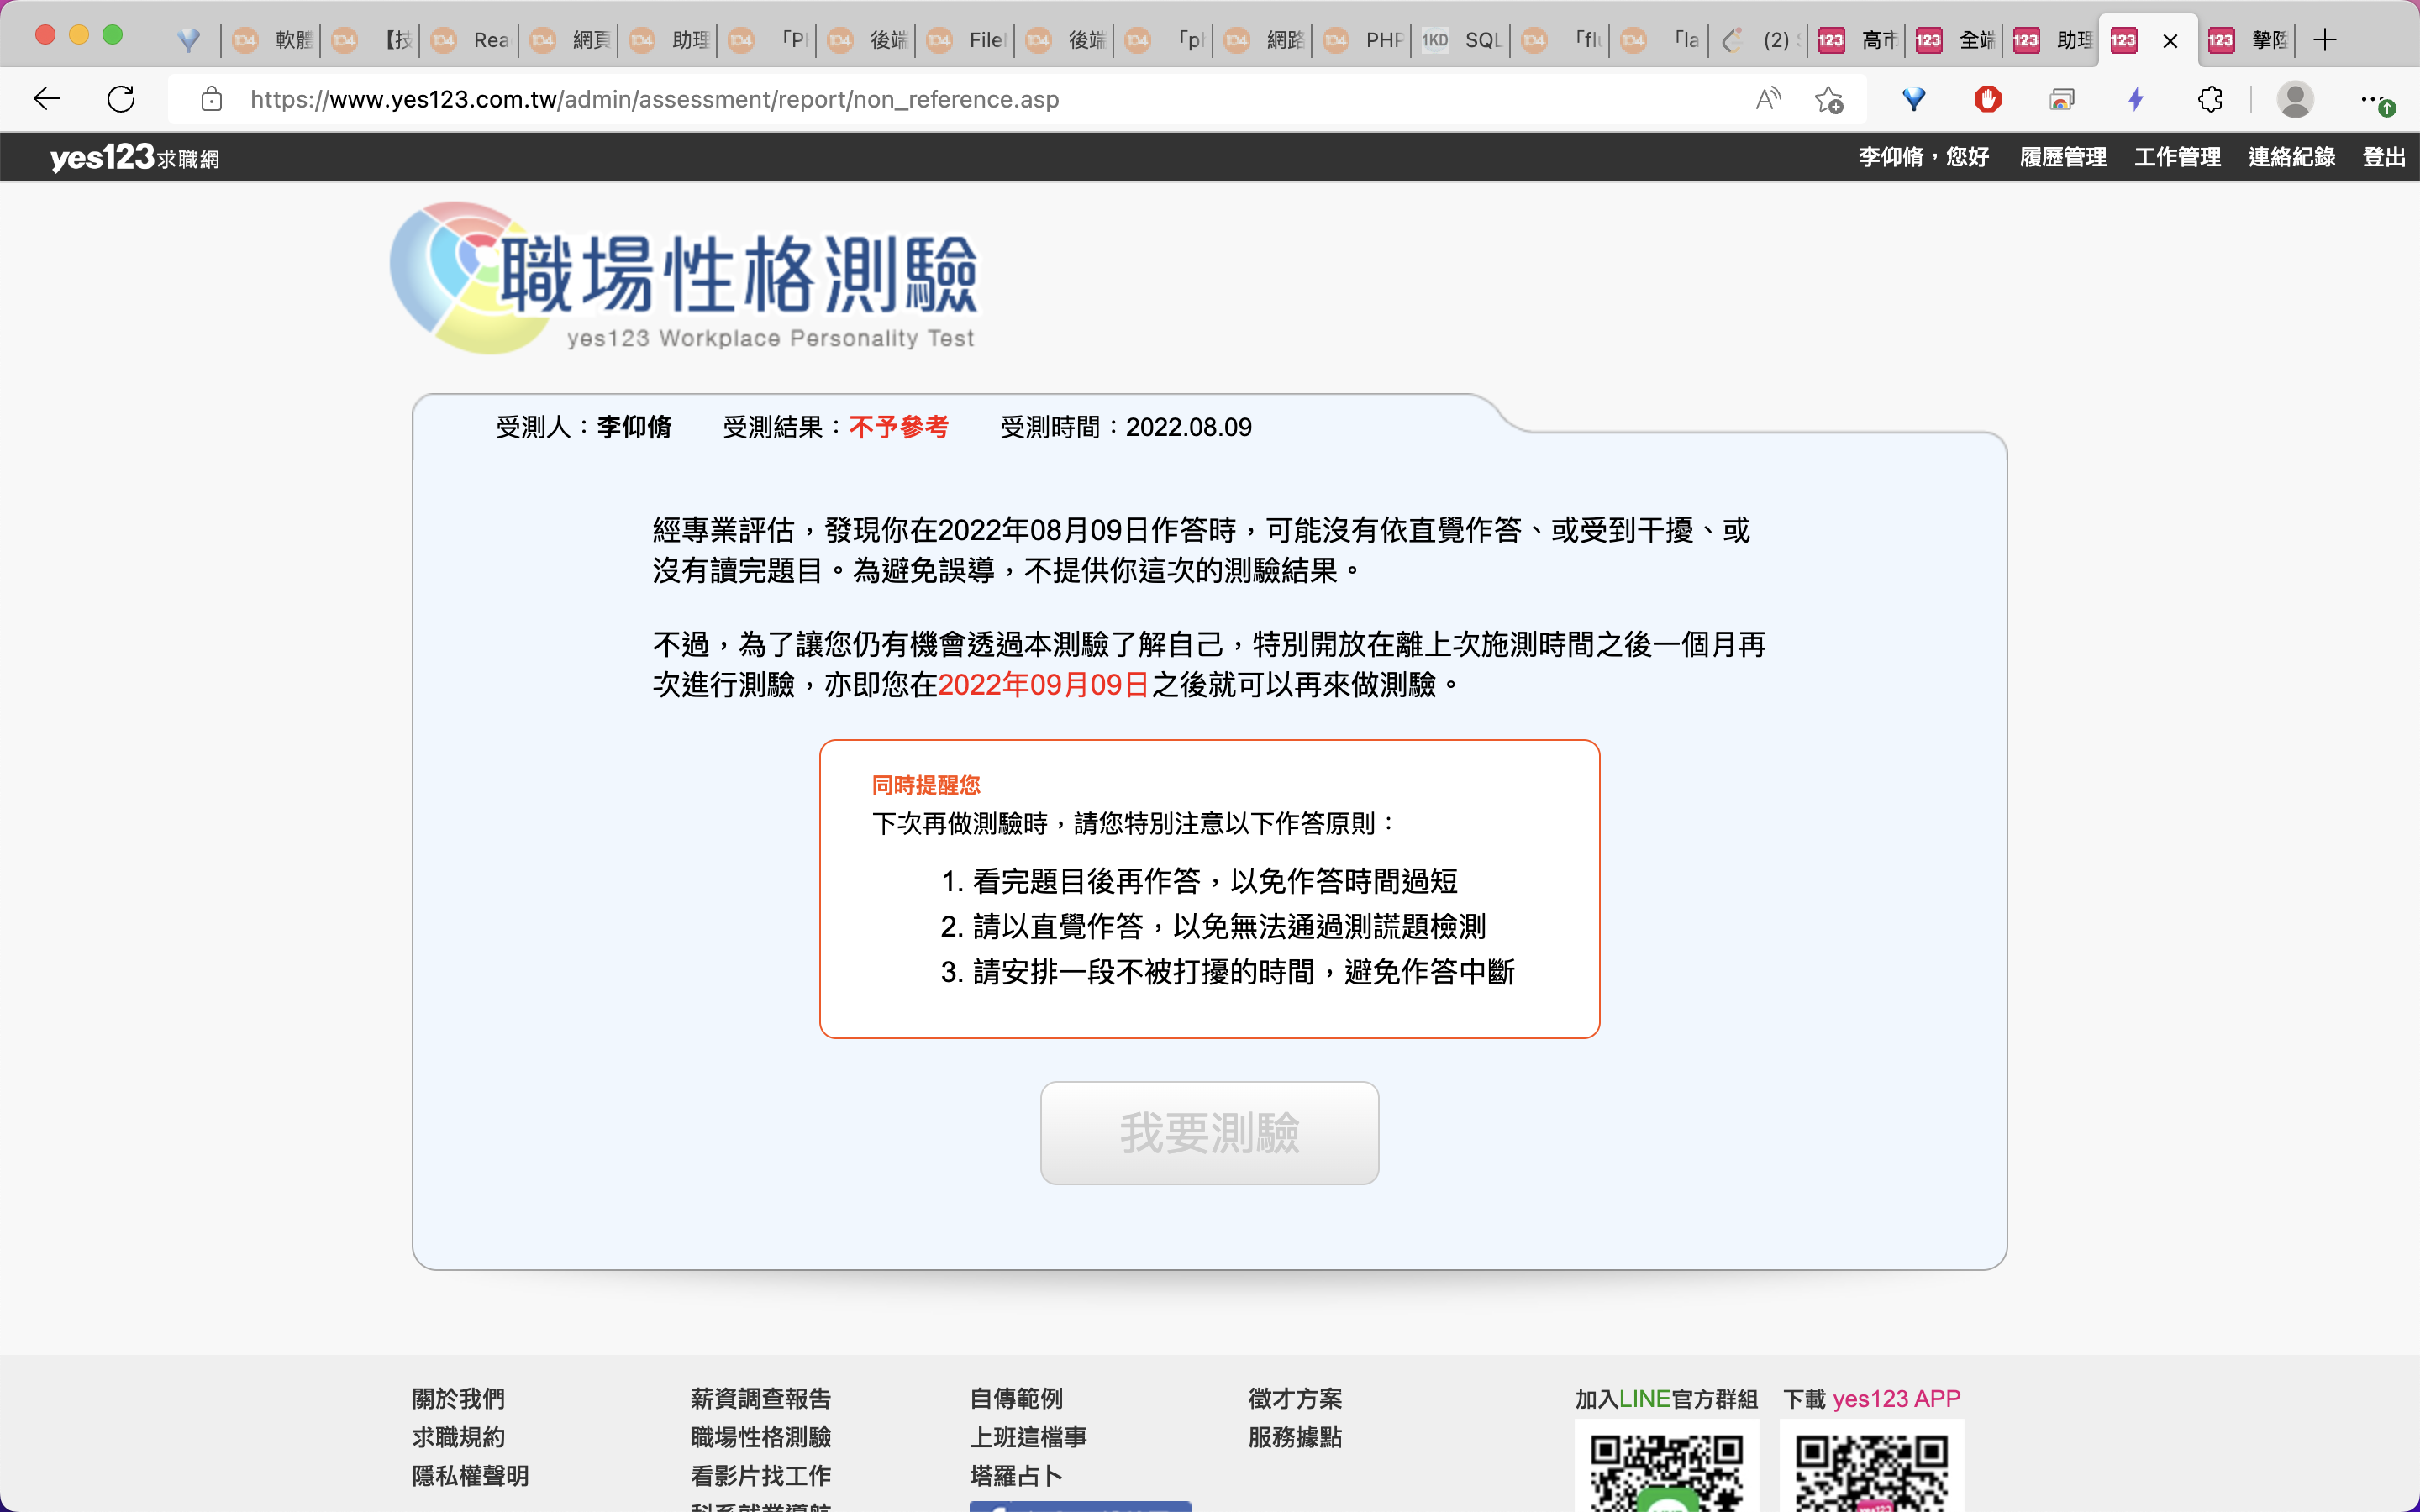 軟體
【技
Rea
網頁
助理
「P
後端
File
後端
「p
網路
PHP
1KD SQL
「flu
「la
(2)
123 高市
123 全端
123 助理
123
123 摯陞
https://www.yes123.com.tw/admin/assessment/report/non_reference.asp
yes123求職網
李仰脩，您好 履歷管理 工作管理 連絡紀錄 登出
職場性格測驗
yes123 Workplace Personality Test
受測人：李仰脩 受測結果：不予參考 受測時間：2022.08.09
經專業評估，發現你在2022年08月09日作答時，可能沒有依直覺作答、或受到干擾、或
沒有讀完題目。為避免誤導，不提供你這次的測驗結果。
不過，為了讓您仍有機會透過本測驗了解自己，特別開放在離上次施測時間之後一個月再
次進行測驗，亦即您在2022年09月09日之後就可以再來做測驗。
同時提醒您
下次再做測驗時，請您特別注意以下作答原則：
1. 看完題目後再作答，以免作答時間過短
2. 請以直覺作答，以免無法通過測謊題檢測
3. 請安排一段不被打擾的時間，避免作答中斷
我要測驗
關於我們 薪資調查報告 自傳範例 徵才方案 加入LINE官方群組 下載 yes123 APP
求職規約 職場性格測驗 上班這檔事 服務據點
隱私權聲明 看影片找工作 塔羅占卜
科系就業導航